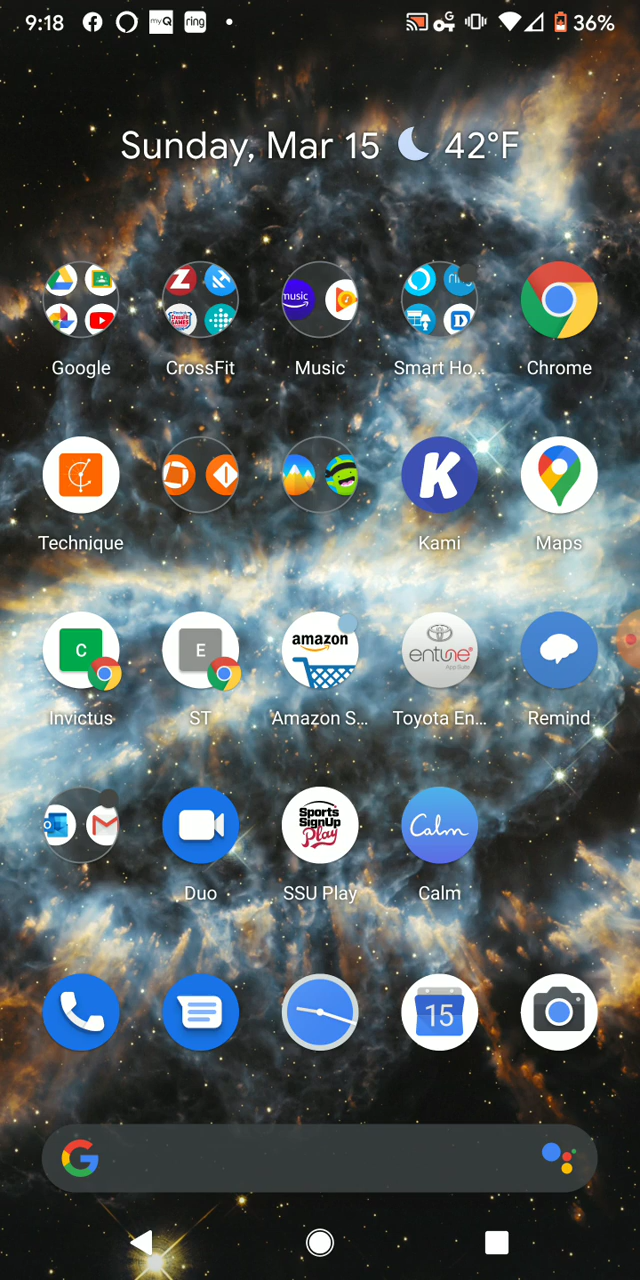 9:18 myQ ring 36%
Sunday, Mar 15 42°F
music ring
Google CrossFit Music Smart Ho... Chrome
K
Technique Kami Maps
C E amazon entune
Invictus ST Amazon S... Toyota En... Remind
Sports SignUp Play Calm
Duo SSU Play Calm
15